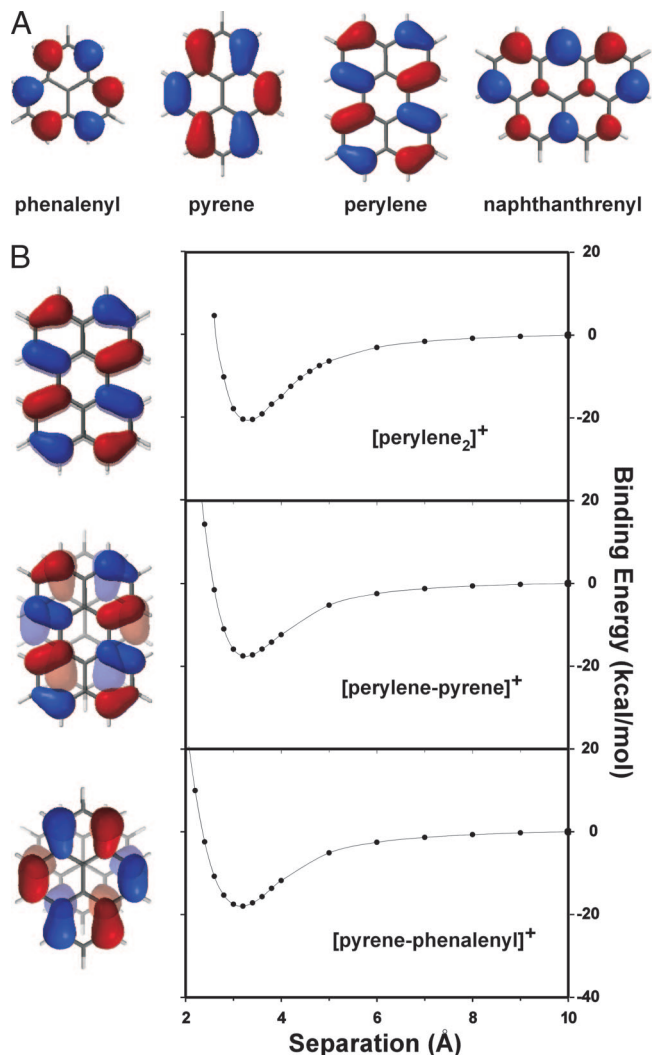 A
phenalenyl pyrene perylene naphthanthrenyl
B
20
0
-20
[perylene₂]⁺
20
0
-20
[perylene-pyrene]⁺
20
0
-20
[pyrene-phenalenyl]⁺
-40
Binding Energy (kcal/mol)
2 4 6 8 10
Separation (Å)